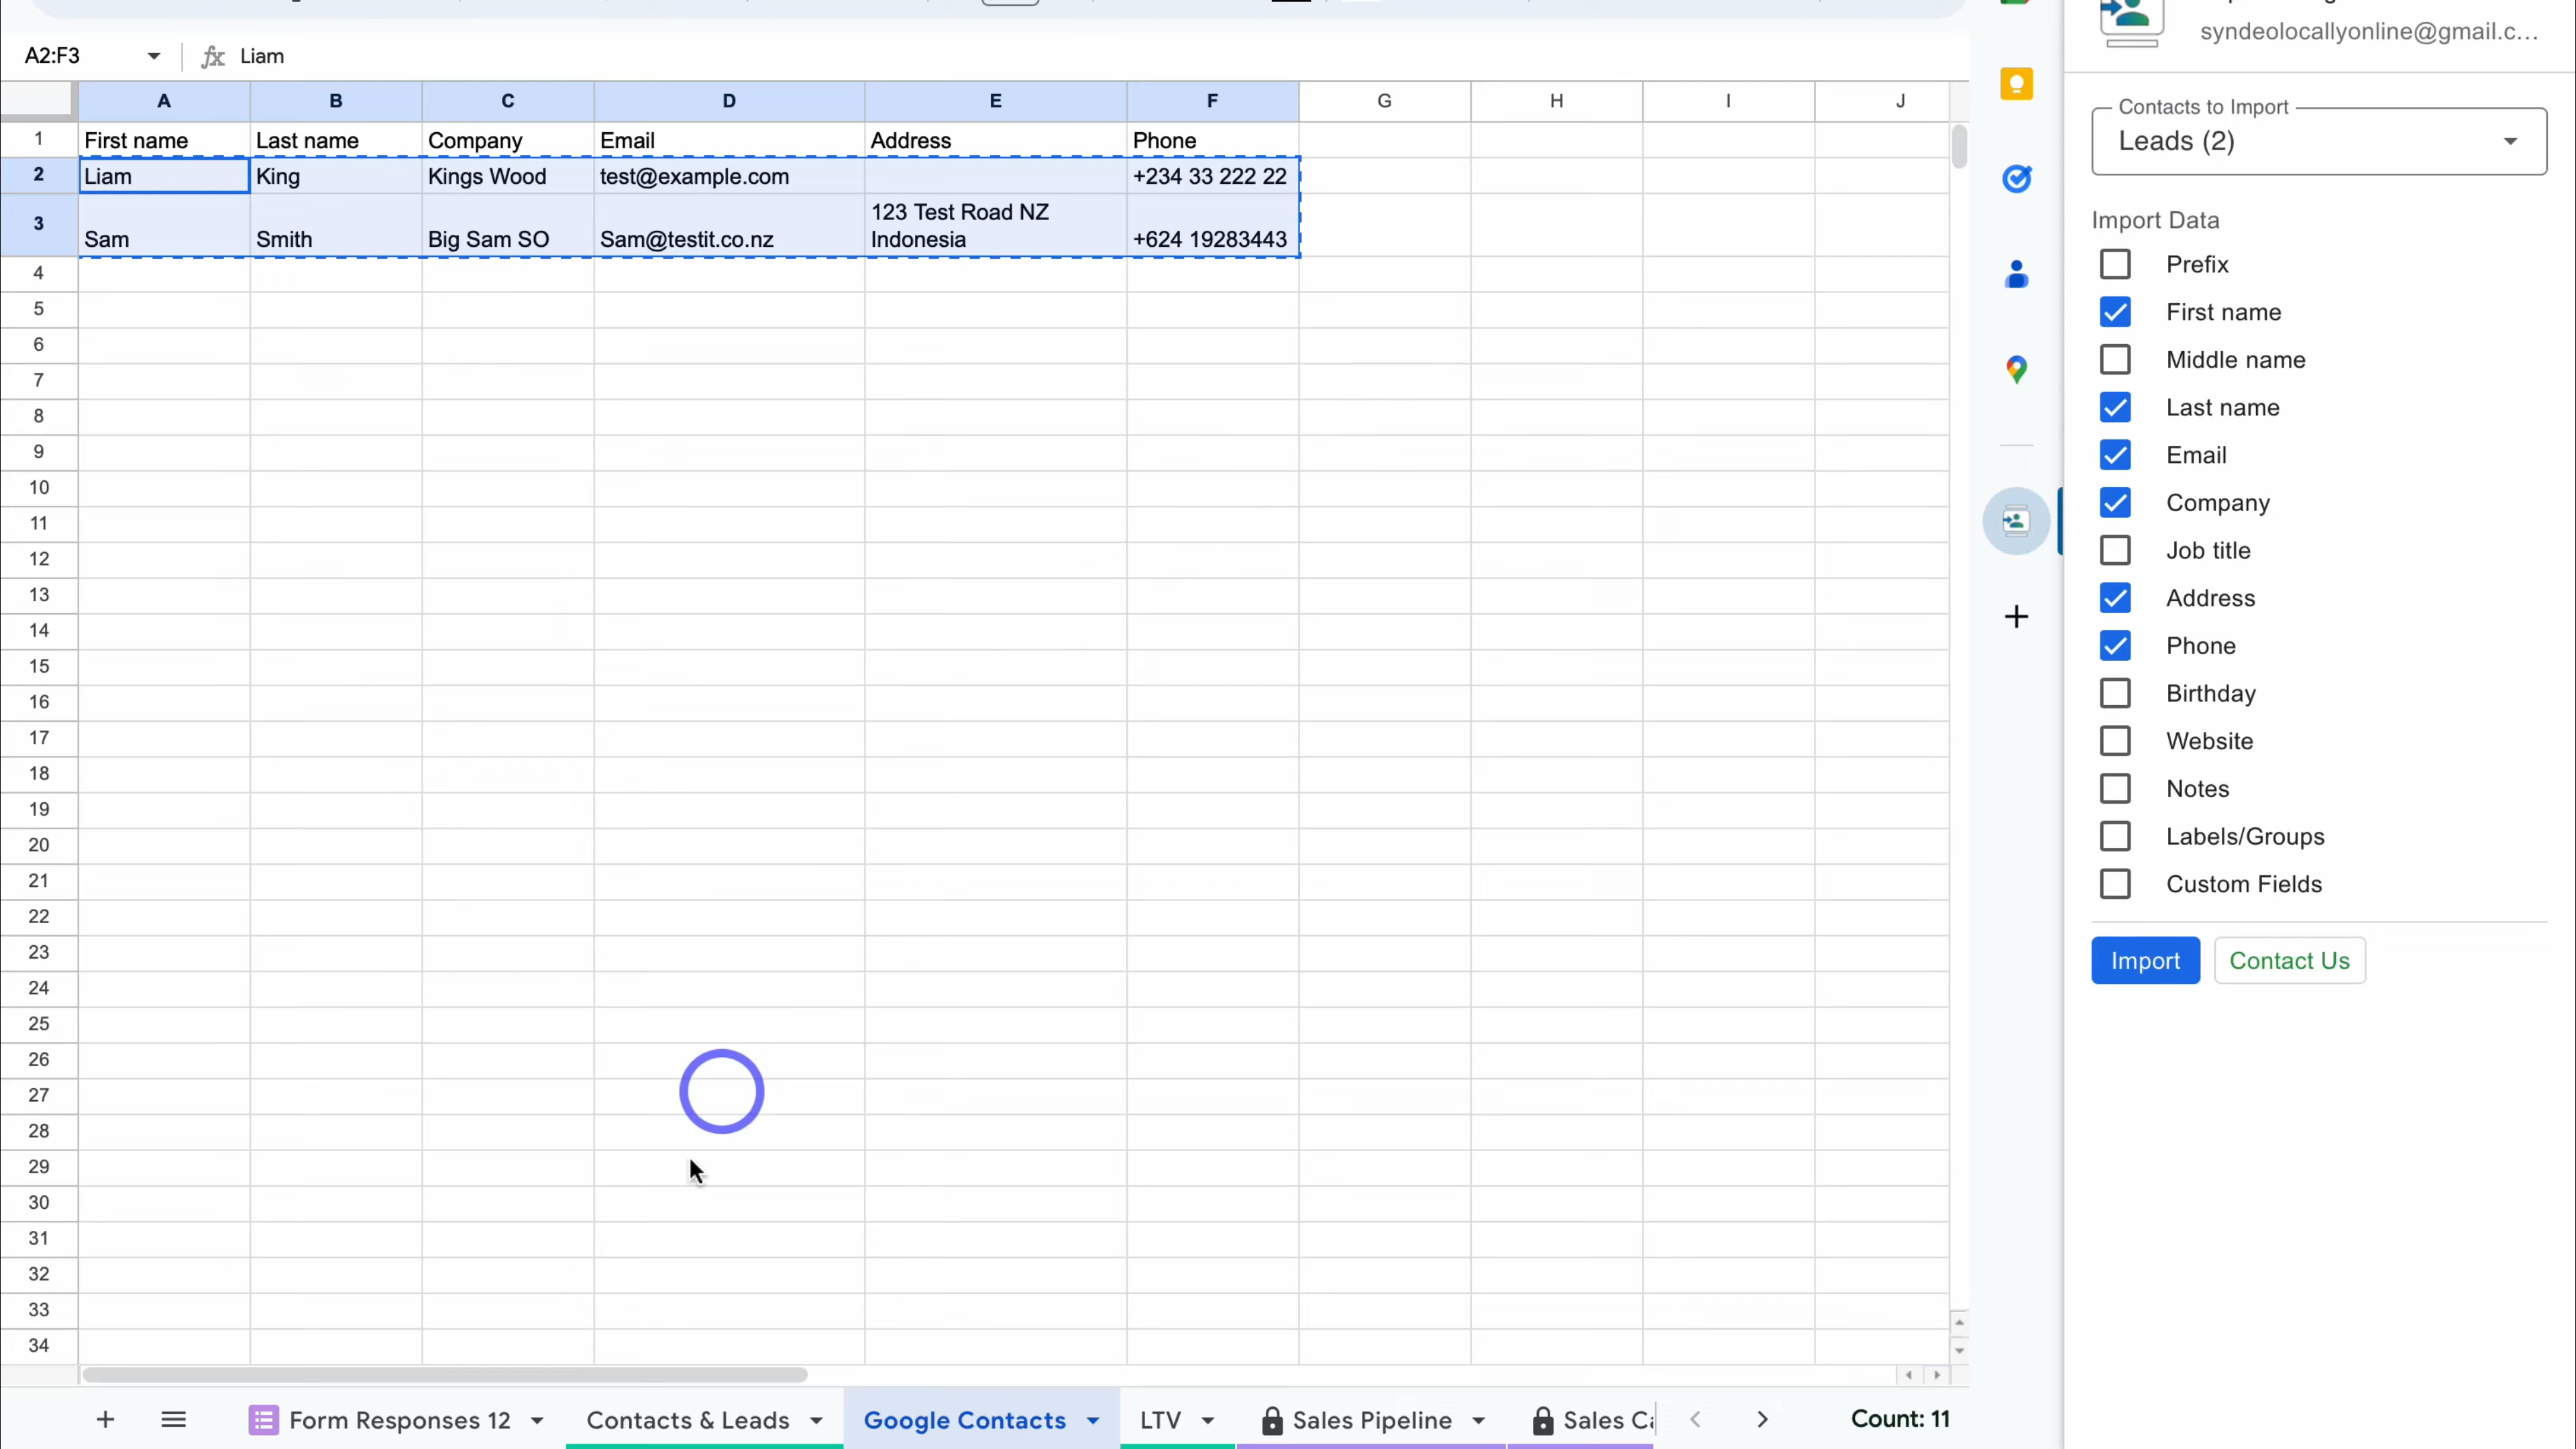 syndeolocallyonline@gmail.c...
A2:F3
fx Liam
A B C D E F G H I J
1 First name Last name Company Email Address Phone
2 Liam King Kings Wood test@example.com +234 33 222 22
3 Sam Smith Big Sam SO Sam@testit.co.nz 123 Test Road NZ
Indonesia +624 19283443
4
5
6
7
8
9
10
11
12
13
14
15
16
17
18
19
20
21
22
23
24
25
26
27
28
29
30
31
32
33
34
Form Responses 12 Contacts & Leads Google Contacts LTV Sales Pipeline Sales Count: 11
Contacts to Import
Leads (2)
Import Data
Prefix
First name
Middle name
Last name
Email
Company
Job title
Address
Phone
Birthday
Website
Notes
Labels/Groups
Custom Fields
Import Contact Us